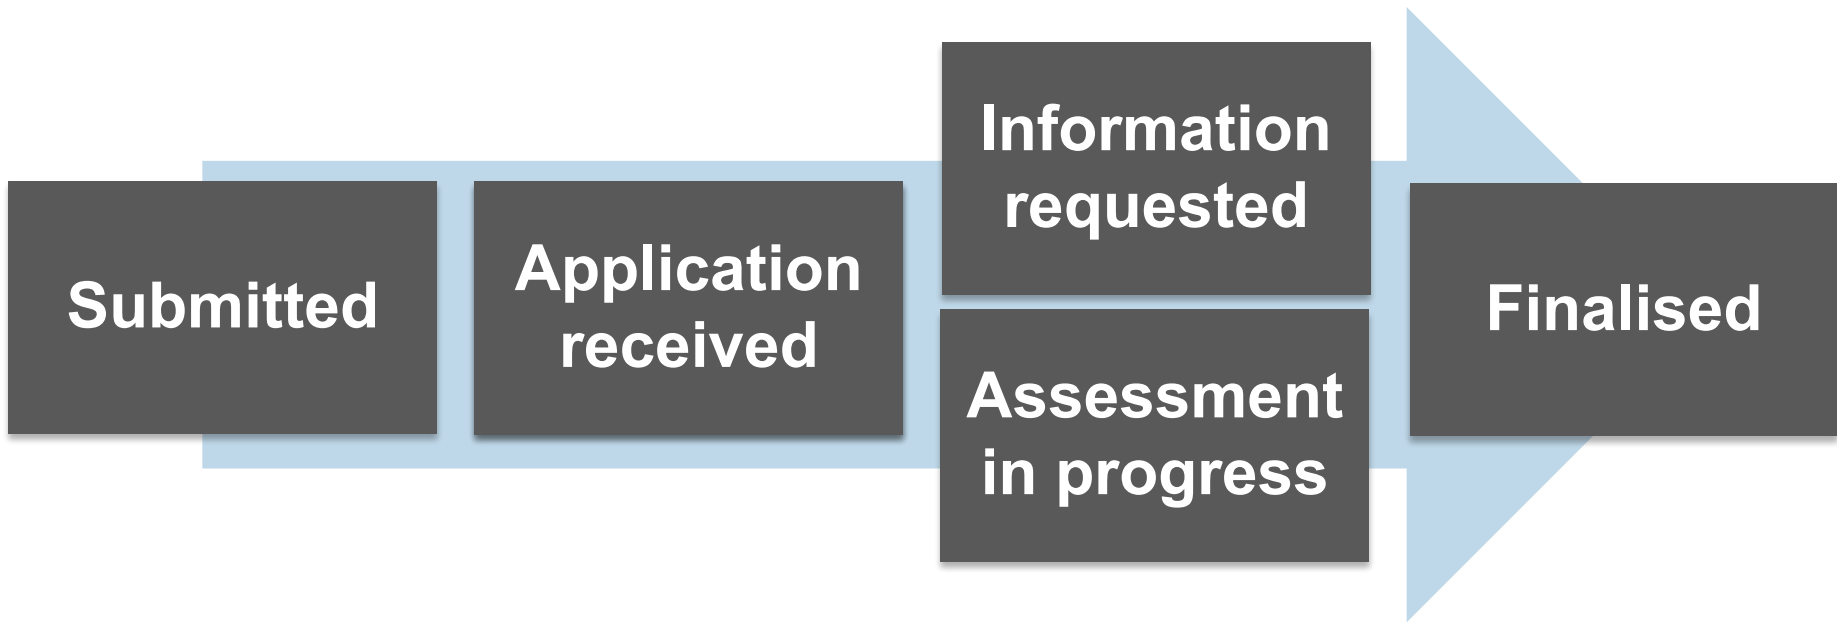 Submitted
Application
received
Information
requested
Assessment
in progress
Finalised